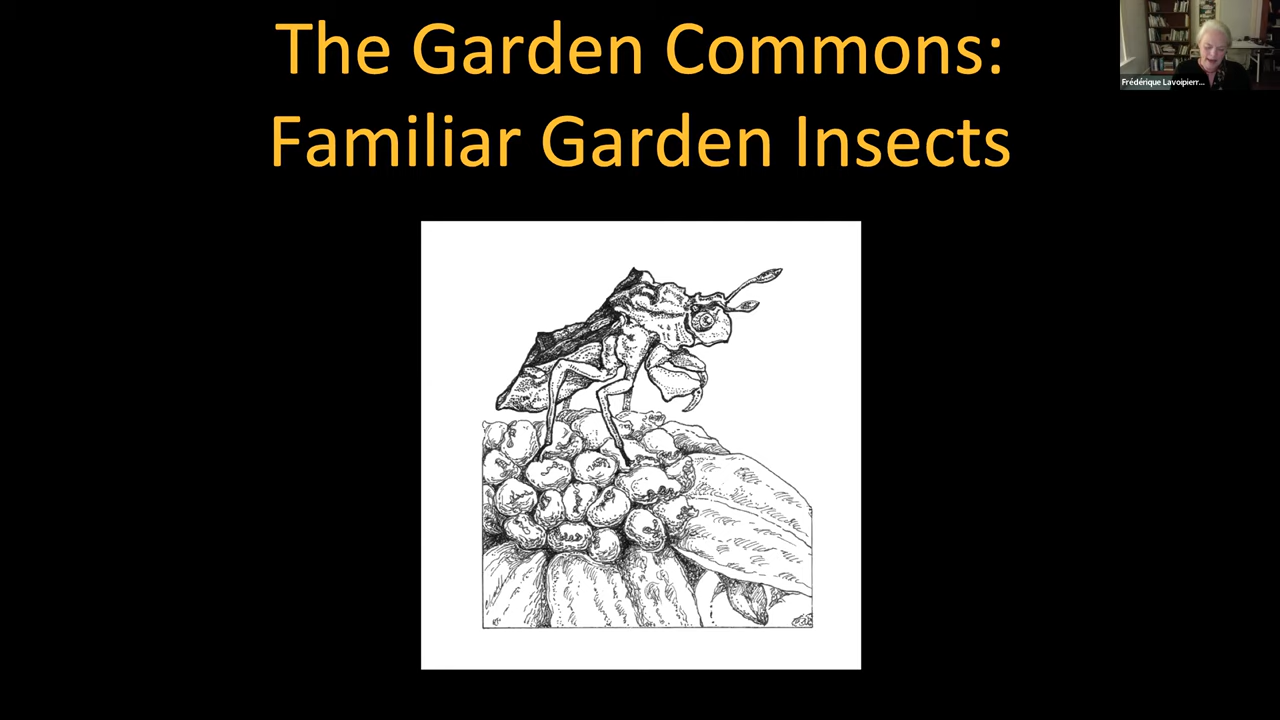 The Garden Commons:
Familiar Garden Insects
Frédérique Lavoipierr...